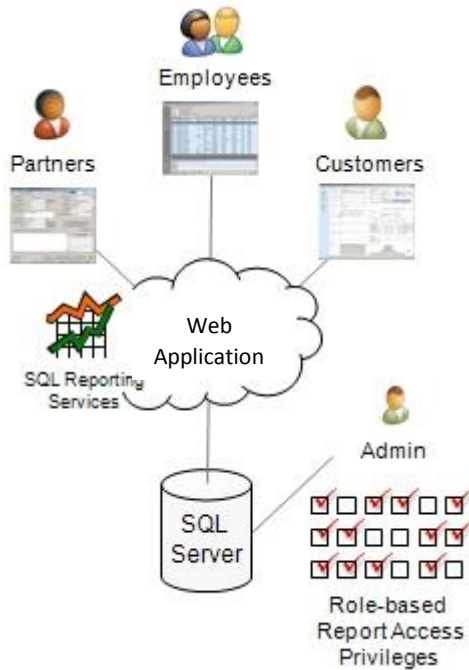 Employees
Partners
Customers
Web
Application
SQL Reporting
Services
Admin
SQL
Server
Role-based
Report Access
Privileges